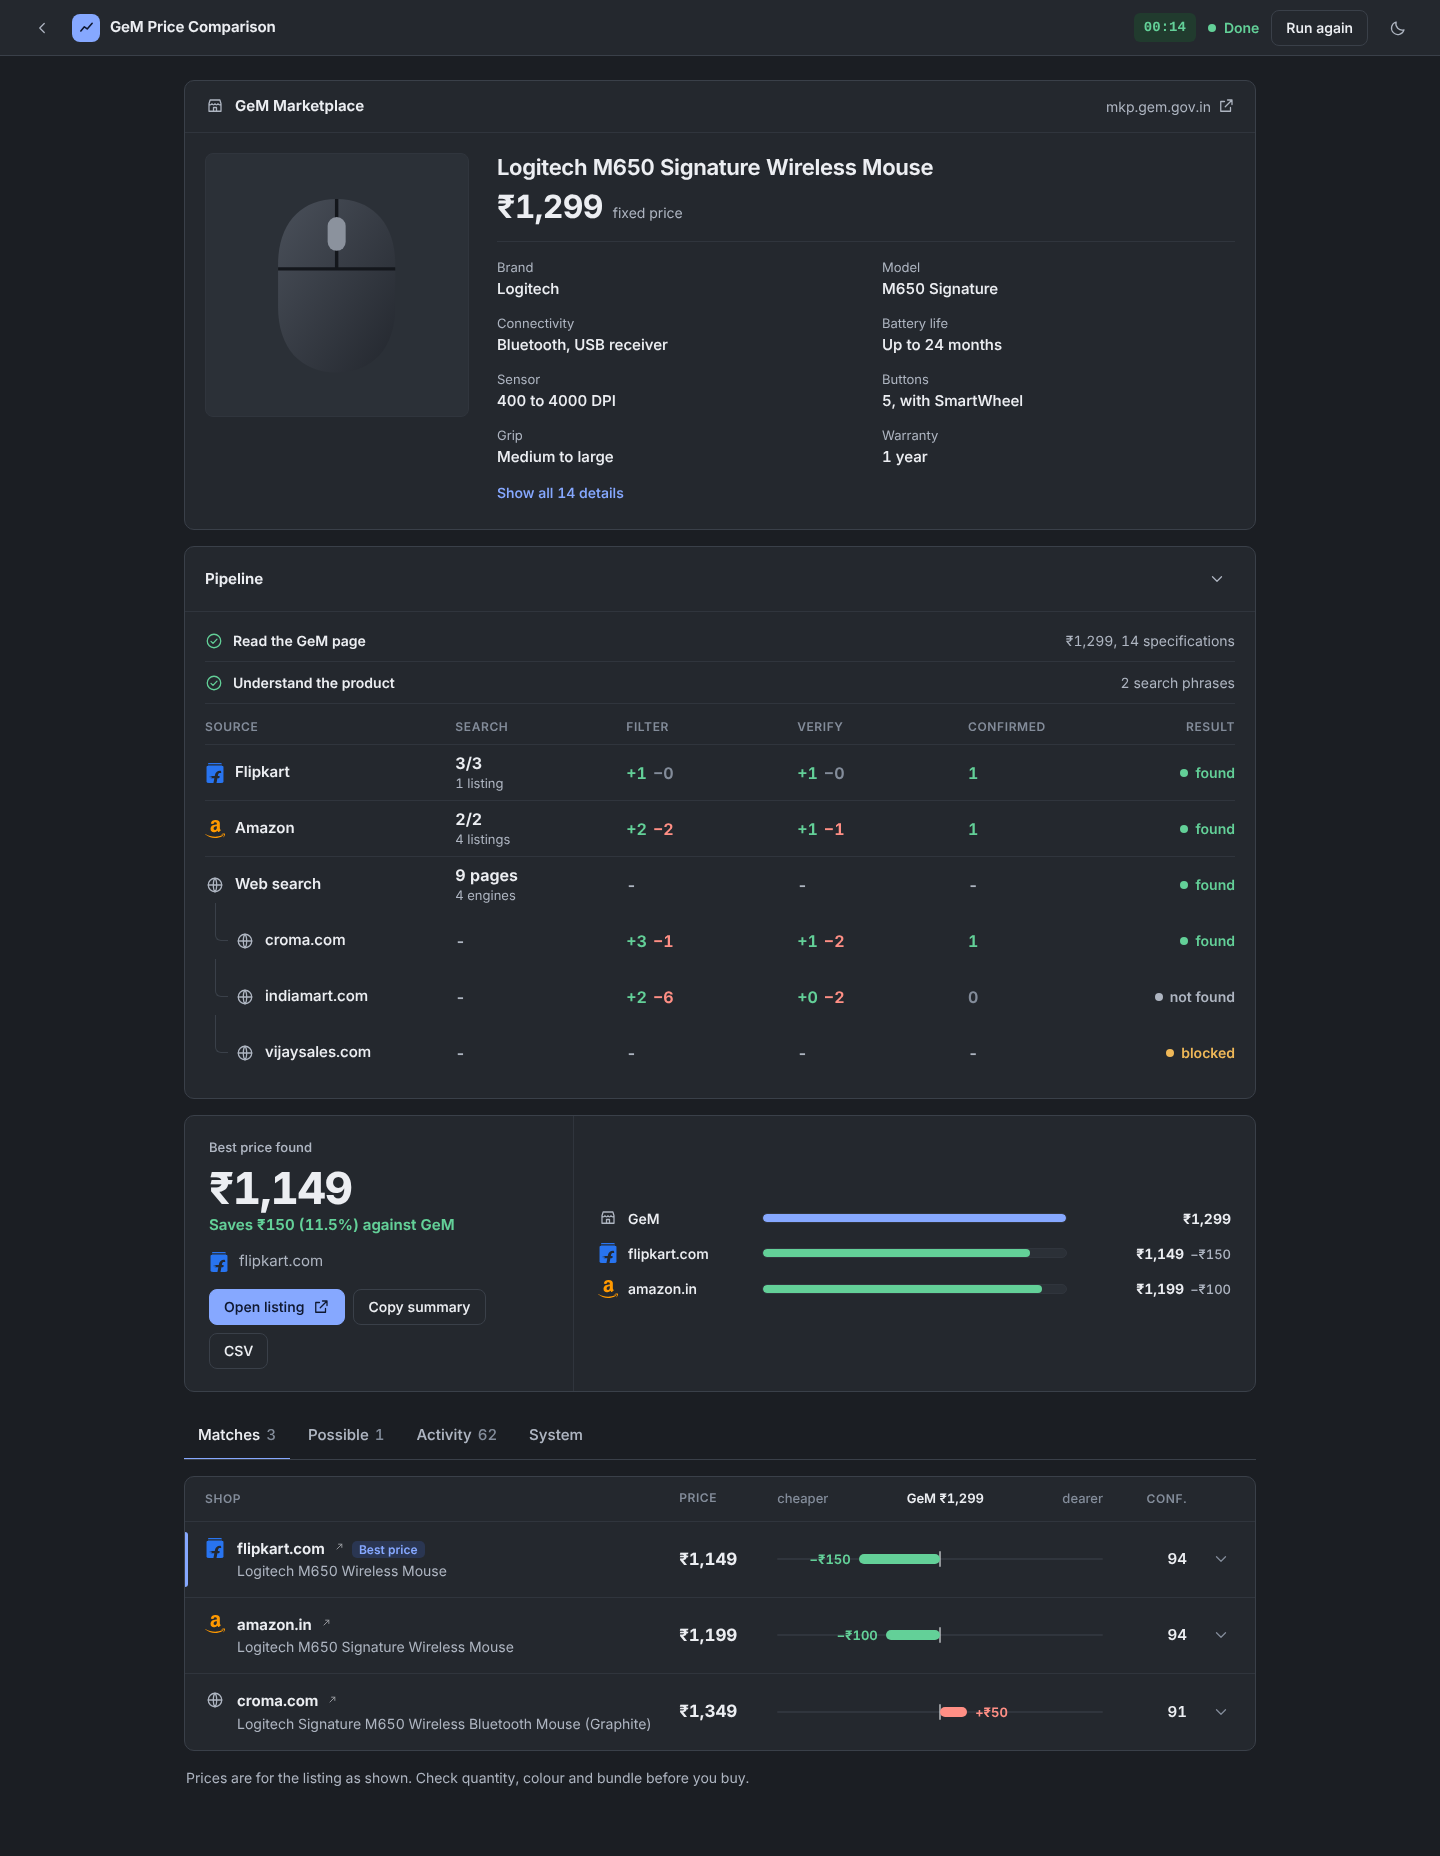 GeM Price Comparison
00:14 Done Run again
GeM Marketplace mkp.gem.gov.in
Logitech M650 Signature Wireless Mouse
₹1,299 fixed price
Brand Model
Logitech M650 Signature
Connectivity Battery life
Bluetooth, USB receiver Up to 24 months
Sensor Buttons
400 to 4000 DPI 5, with SmartWheel
Grip Warranty
Medium to large 1 year
Show all 14 details
Pipeline
Read the GeM page ₹1,299, 14 specifications
Understand the product 2 search phrases
SOURCE SEARCH FILTER VERIFY CONFIRMED RESULT
Flipkart 3/3 +1 −0 +1 −0 1 found
1 listing
Amazon 2/2 +2 −2 +1 −1 1 found
4 listings
Web search 9 pages - - - found
4 engines
croma.com - +3 −1 +1 −2 1 found
indiamart.com - +2 −6 +0 −2 0 not found
vijaysales.com - - - - blocked
Best price found
₹1,149
Saves ₹150 (11.5%) against GeM
flipkart.com
Open listing Copy summary
CSV
GeM ₹1,299
flipkart.com ₹1,149 −₹150
amazon.in ₹1,199 −₹100
Matches 3 Possible 1 Activity 62 System
SHOP PRICE cheaper GeM ₹1,299 dearer CONF.
flipkart.com ↗ Best price ₹1,149 −₹150 94
Logitech M650 Wireless Mouse
amazon.in ↗ ₹1,199 −₹100 94
Logitech M650 Signature Wireless Mouse
croma.com ↗ ₹1,349 +₹50 91
Logitech Signature M650 Wireless Bluetooth Mouse (Graphite)
Prices are for the listing as shown. Check quantity, colour and bundle before you buy.